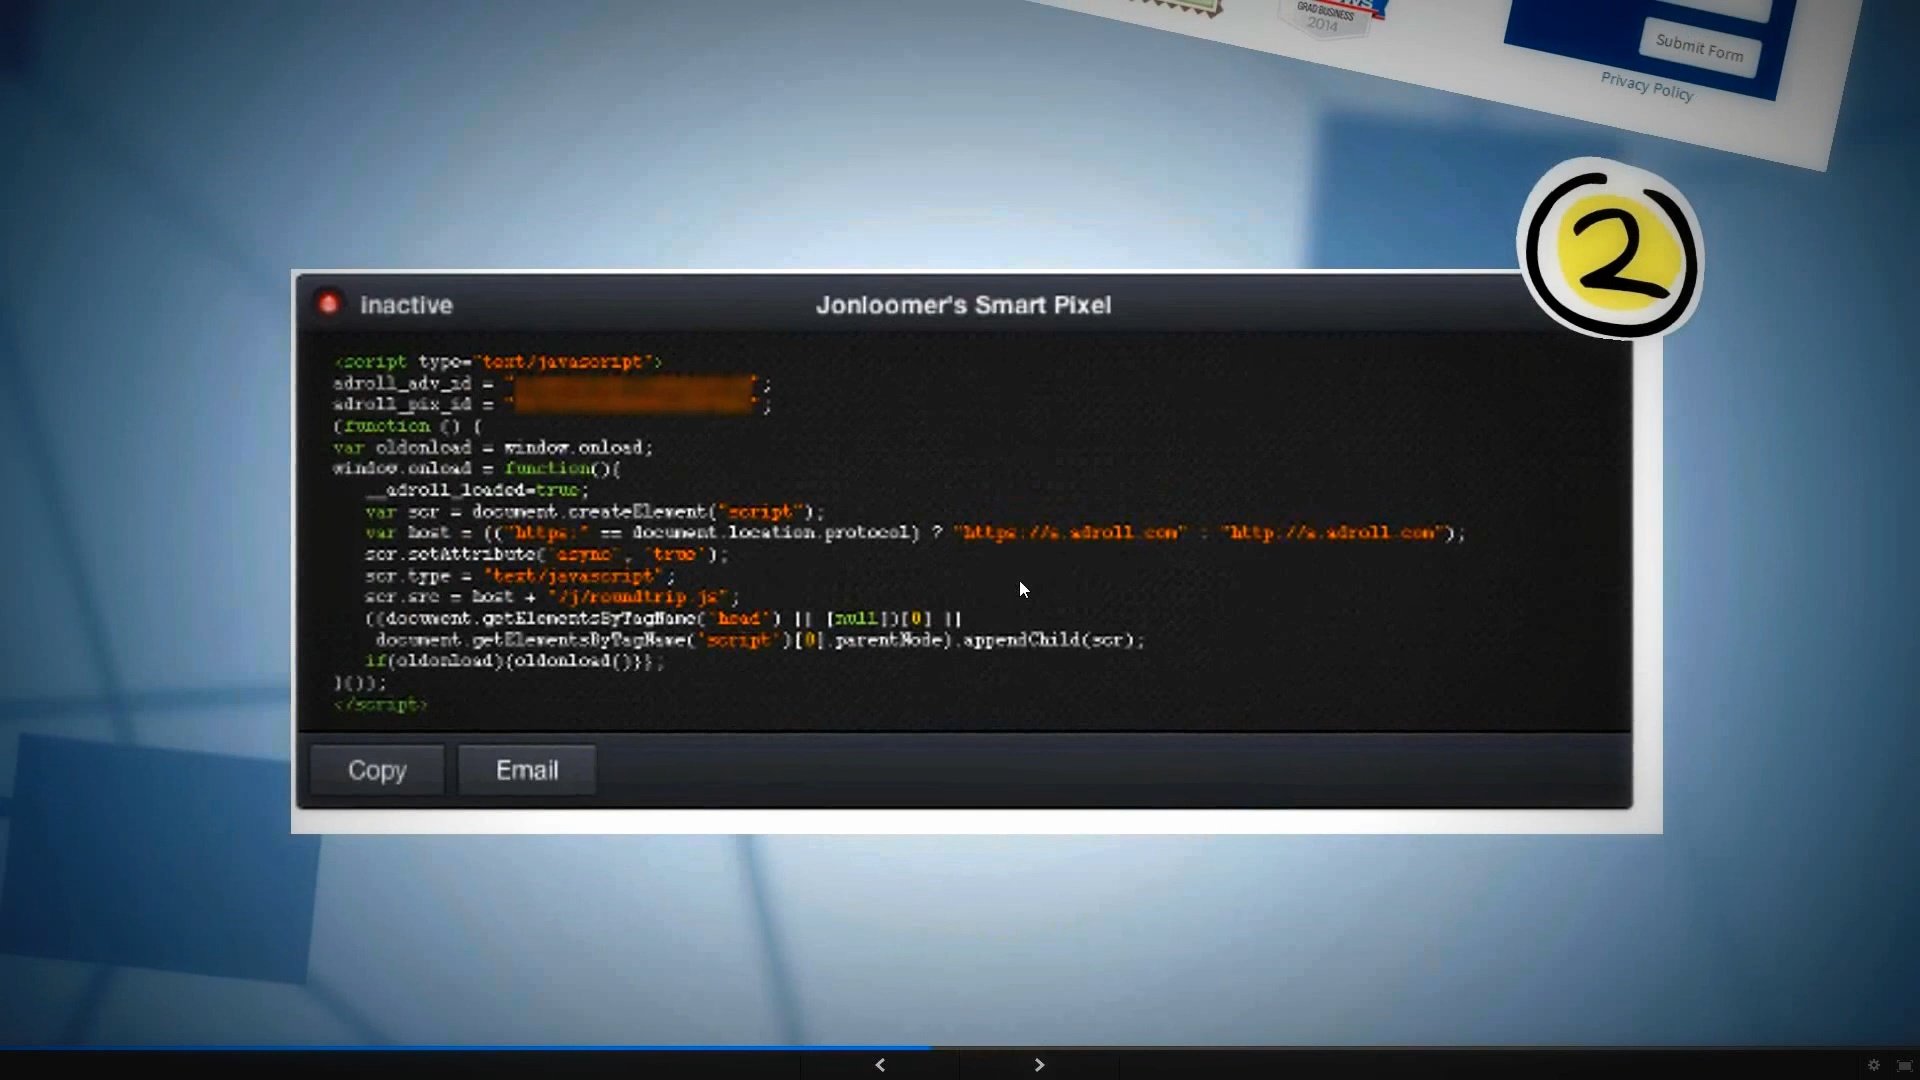 GRAD BUSINESS
2014
Submit Form
Privacy Policy
2
inactive
Jonloomer's Smart Pixel
<script type="text/javascript">
adroll_adv_id = " ";
adroll_pix_id = " ";
(function () {
var oldonload = window.onload;
window.onload = function(){
__adroll_loaded=true;
var scr = document.createElement("script");
var host = (("https:" == document.location.protocol) ? "https://s.adroll.com" : "http://a.adroll.com");
scr.setAttribute('async', 'true');
scr.type = "text/javascript";
scr.src = host + "/j/roundtrip.js";
((document.getElementsByTagName('head') || [null])[0] ||
document.getElementsByTagName('script')[0].parentNode).appendChild(scr);
if(oldonload){oldonload()}};
}());
</script>
Copy
Email